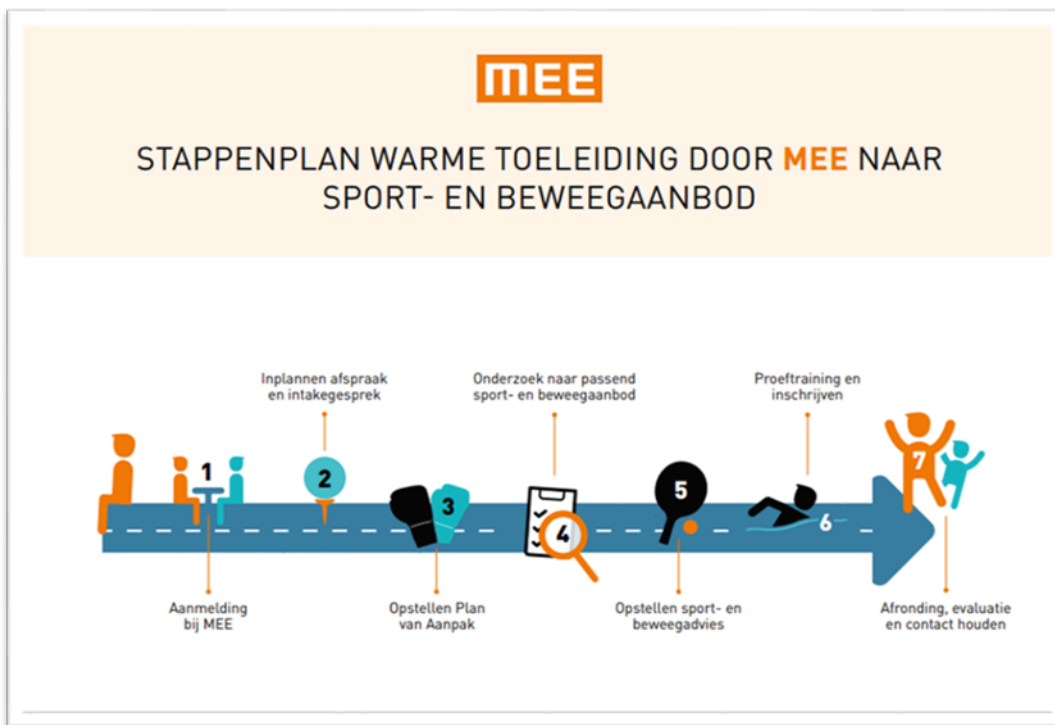 MEE
STAPPENPLAN WARME TOELEIDING DOOR MEE NAAR
SPORT- EN BEWEEGAANBOD
Inplannen afspraak
en intakegesprek
Onderzoek naar passend
sport- en beweegaanbod
Proeftraining en
inschrijven
1
2
3
4
5
6
7
Aanmelding
bij MEE
Opstellen Plan
van Aanpak
Opstellen sport- en
beweegadvies
Afronding, evaluatie
en contact houden